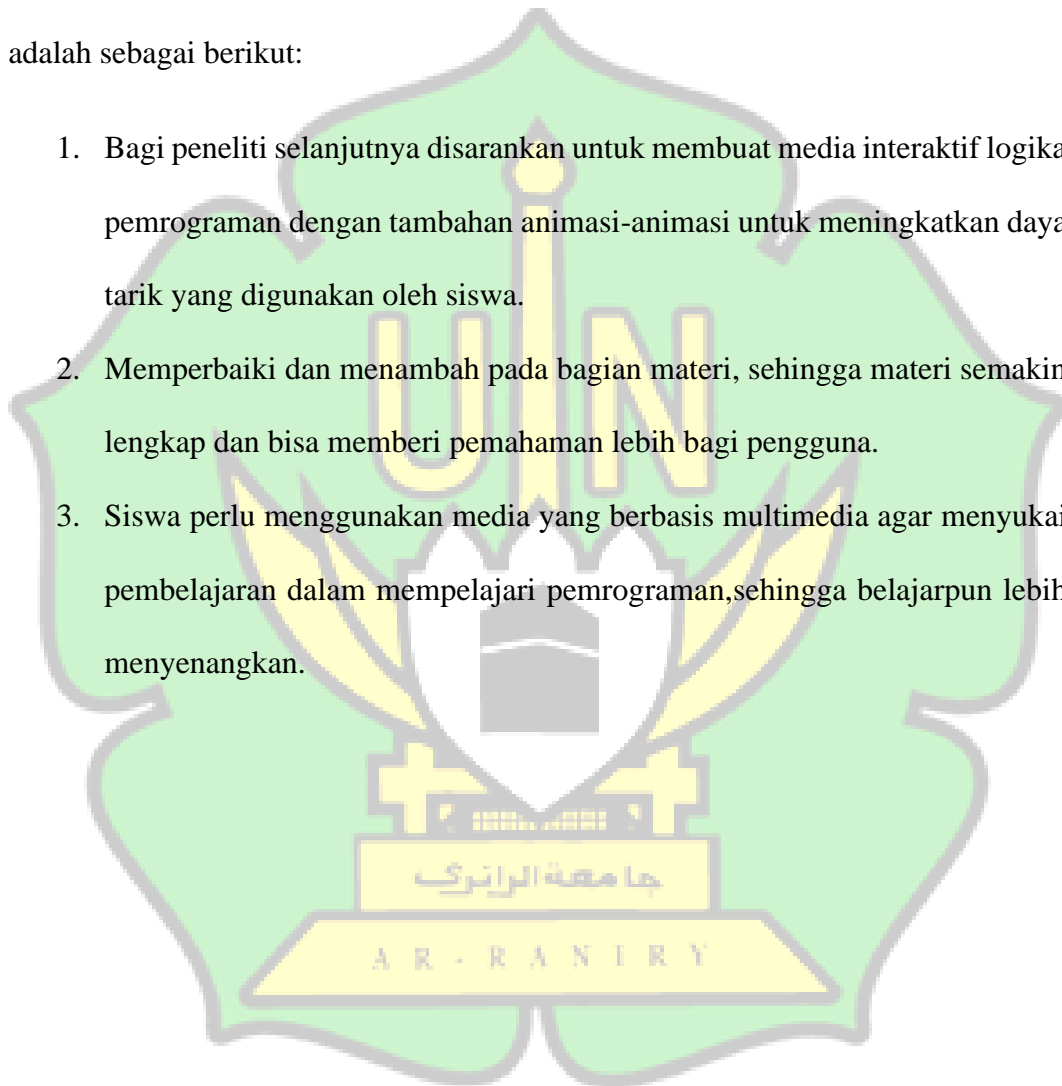 adalah sebagai berikut:
1. Bagi peneliti selanjutnya disarankan untuk membuat media interaktif logika
pemrograman dengan tambahan animasi-animasi untuk meningkatkan daya
tarik yang digunakan oleh siswa.
2. Memperbaiki dan menambah pada bagian materi, sehingga materi semakin
lengkap dan bisa memberi pemahaman lebih bagi pengguna.
3. Siswa perlu menggunakan media yang berbasis multimedia agar menyukai
pembelajaran dalam mempelajari pemrograman,sehingga belajarpun lebih
menyenangkan.
UIN
جامعة الرانري
AR-RANIRY